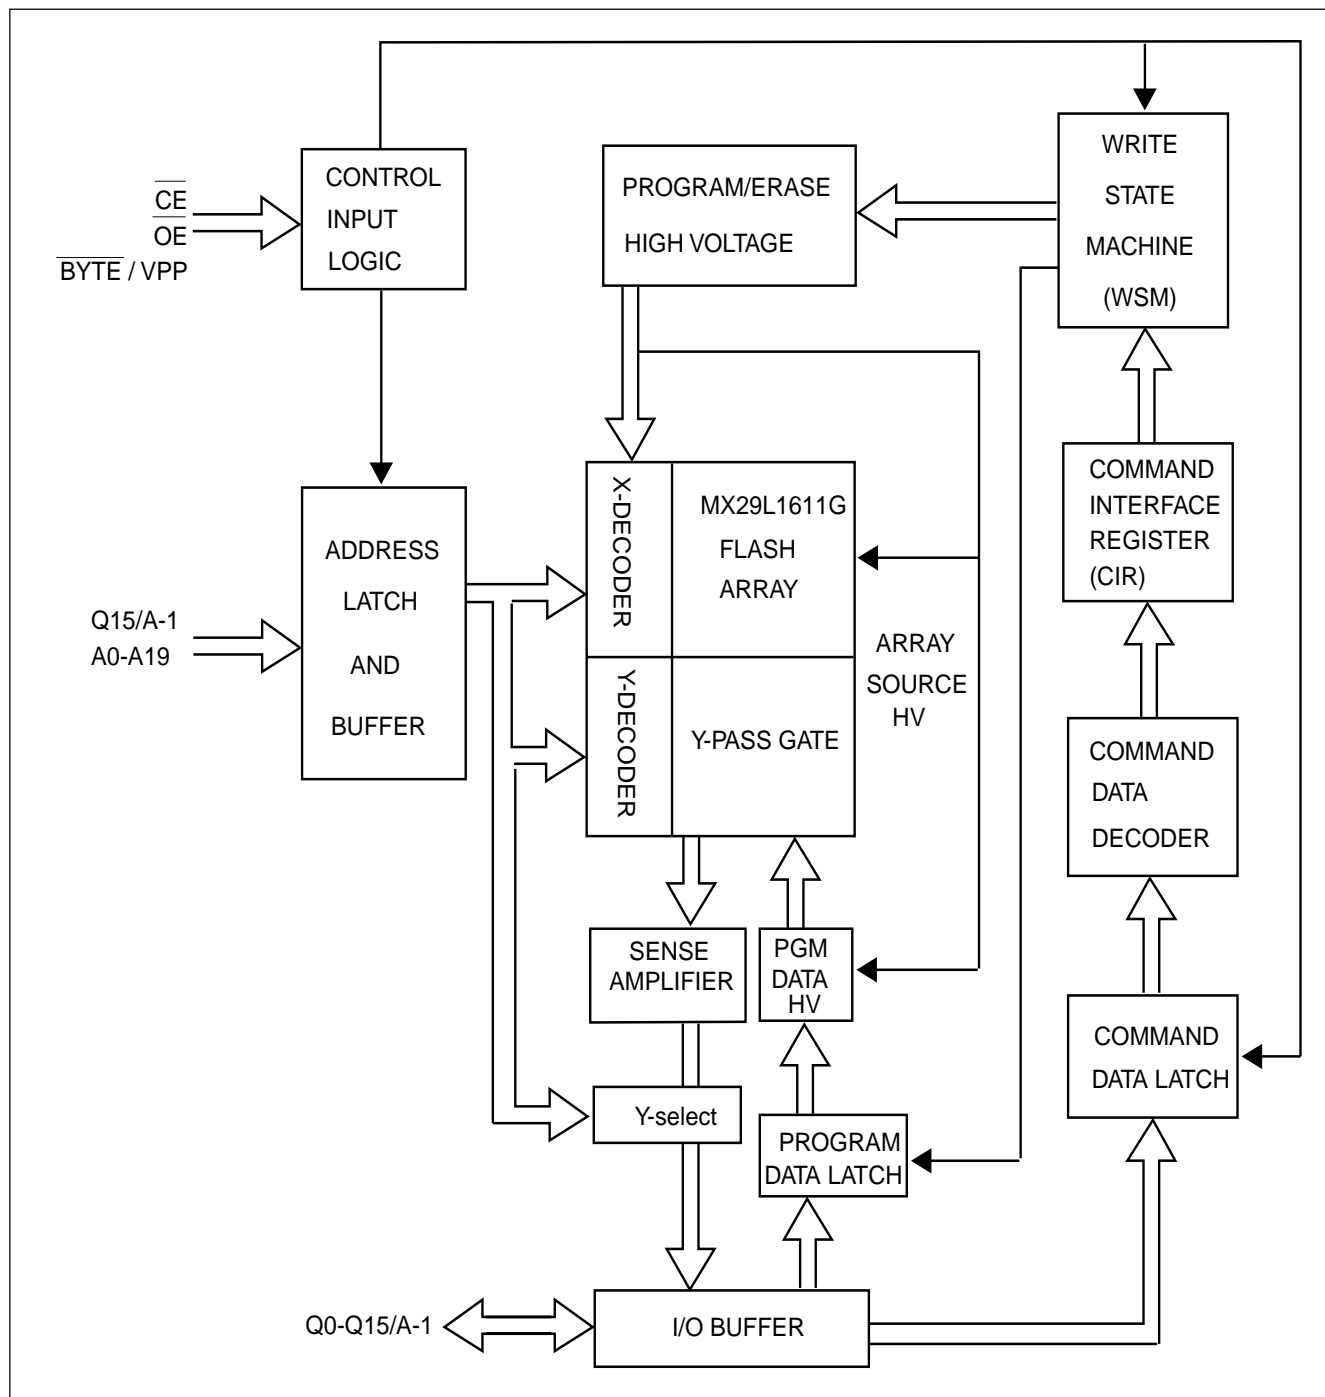 CE
OE
BYTE / VPP
CONTROL
INPUT
LOGIC
PROGRAM/ERASE
HIGH VOLTAGE
WRITE
STATE
MACHINE
(WSM)
Q15/A-1
A0-A19
ADDRESS
LATCH
AND
BUFFER
X-DECODER
MX29L1611G
FLASH
ARRAY
Y-DECODER
Y-PASS GATE
ARRAY
SOURCE
HV
COMMAND
INTERFACE
REGISTER
(CIR)
COMMAND
DATA
DECODER
SENSE
AMPLIFIER
PGM
DATA
HV
COMMAND
DATA LATCH
Y-select
PROGRAM
DATA LATCH
Q0-Q15/A-1
I/O BUFFER